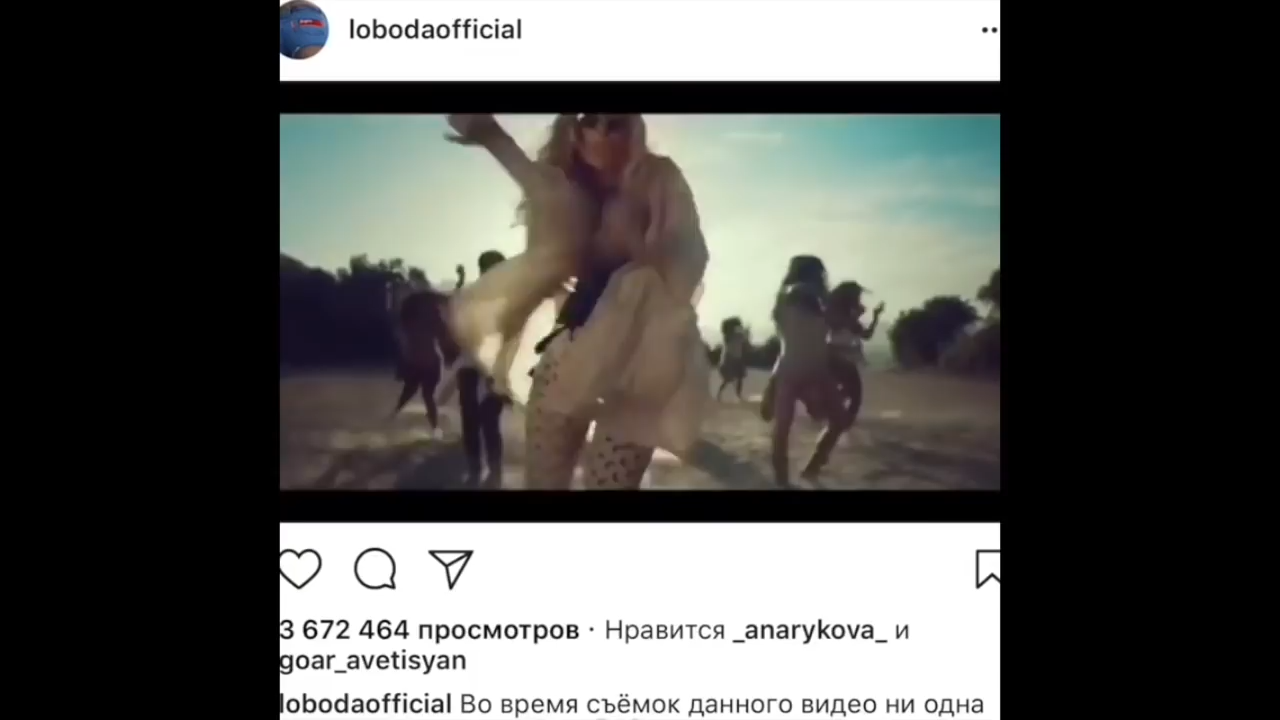 lobodaofficial
3 672 464 просмотров · Нравится _anarykova_ и
goar_avetisyan
lobodaofficial Во время съёмок данного видео ни одна